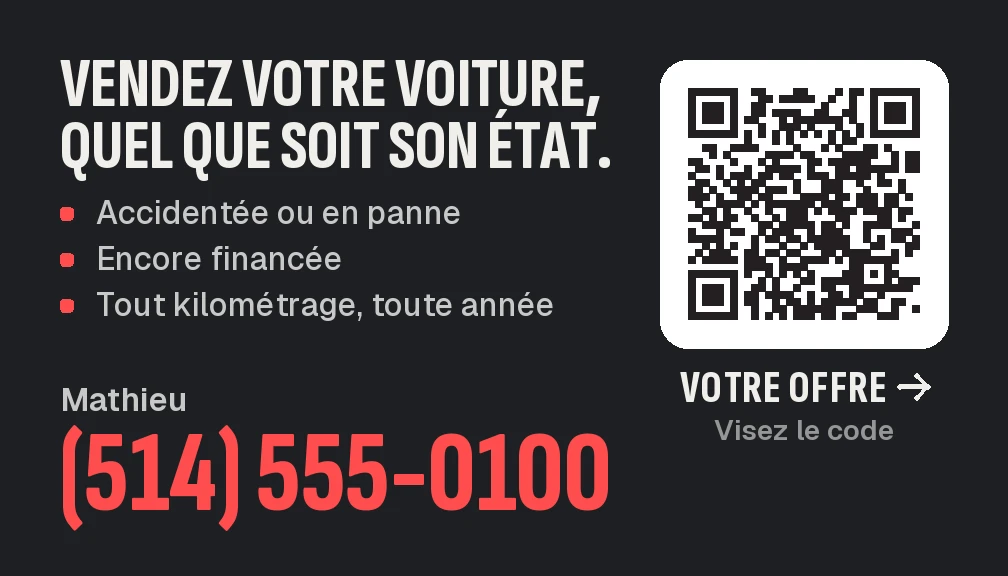 VENDEZ VOTRE VOITURE,
QUEL QUE SOIT SON ÉTAT.
Accidentée ou en panne
Encore financée
Tout kilométrage, toute année
Mathieu
(514) 555-0100
VOTRE OFFRE →
Visez le code